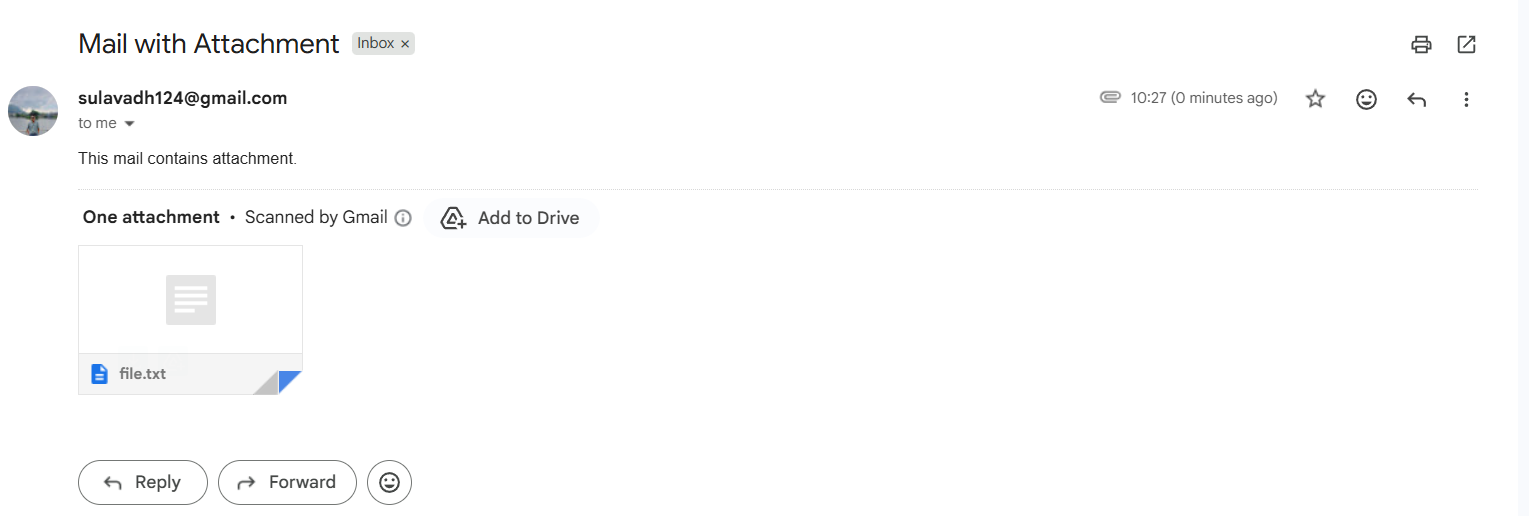 Mail with Attachment Inbox ×
sulavadh124@gmail.com 10:27 (0 minutes ago)
to me
This mail contains attachment.
One attachment • Scanned by Gmail Add to Drive
file.txt
Reply Forward